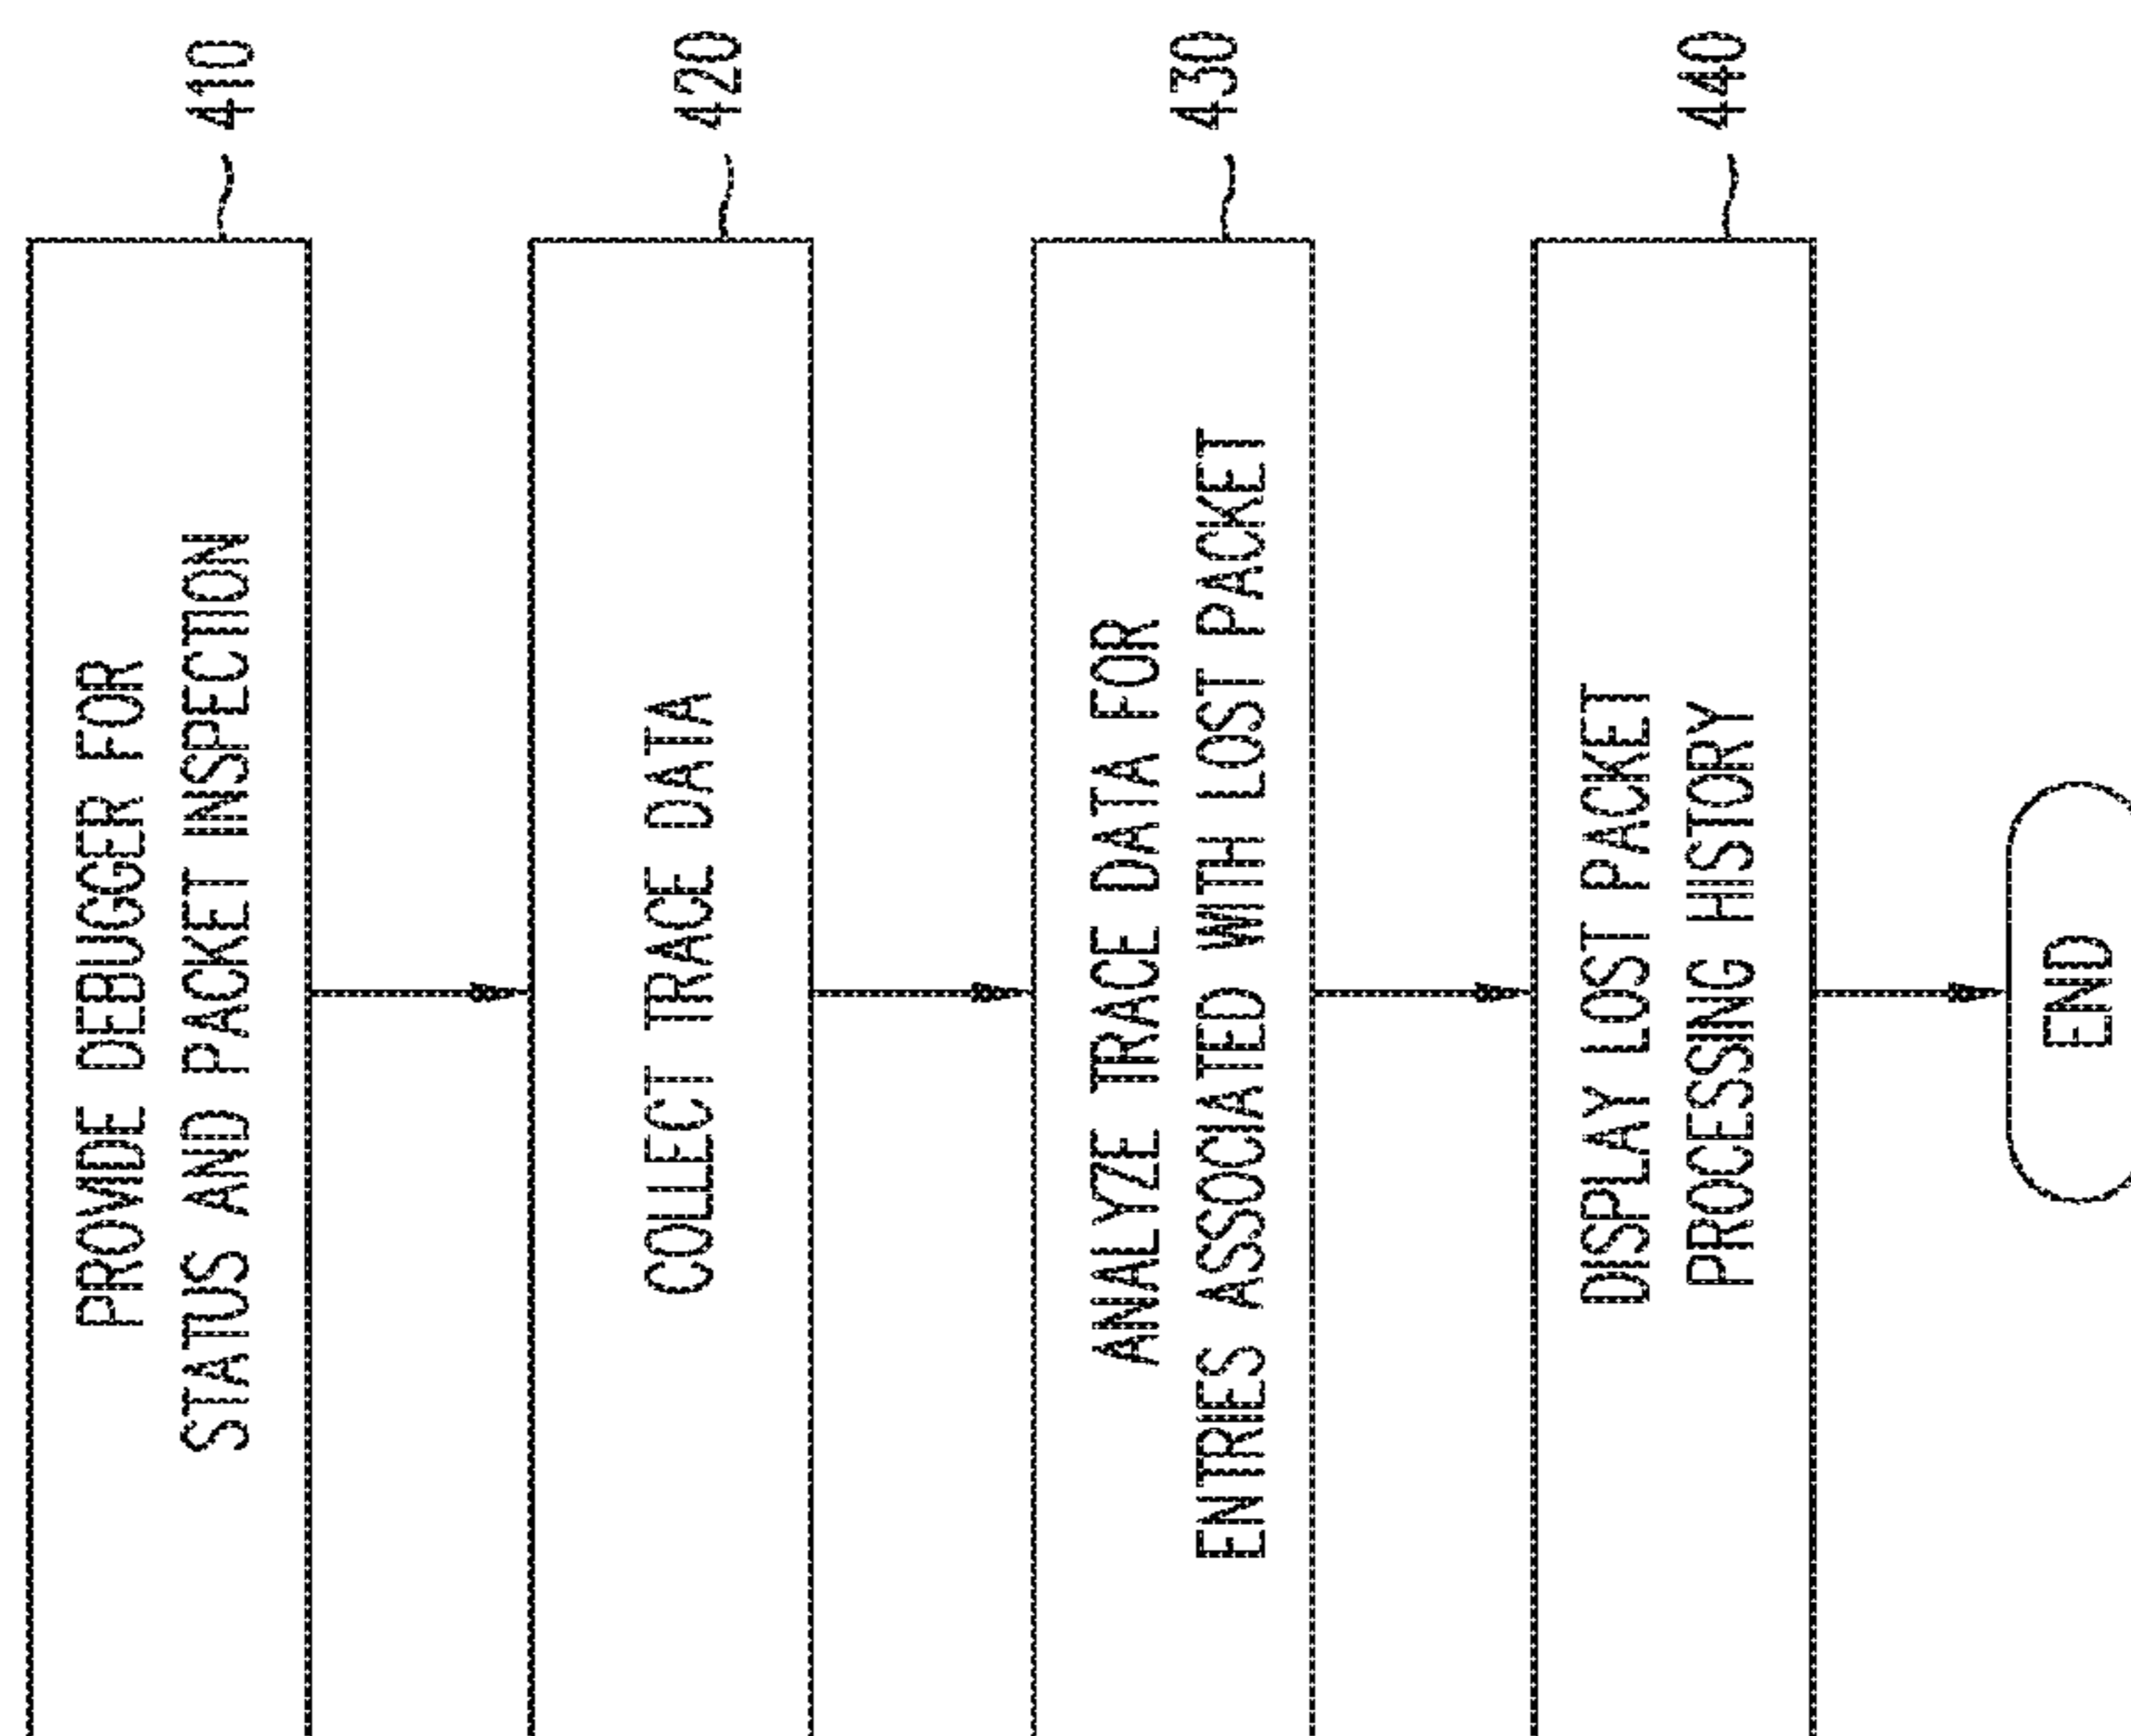 PROVIDE DEBUGGER FOR
STATUS AND PACKET INSPECTION
410
COLLECT TRACE DATA
420
ANALYZE TRACE DATA FOR
ENTRIES ASSOCIATED WITH LOST PACKET
430
DISPLAY LOST PACKET
PROCESSING HISTORY
440
END